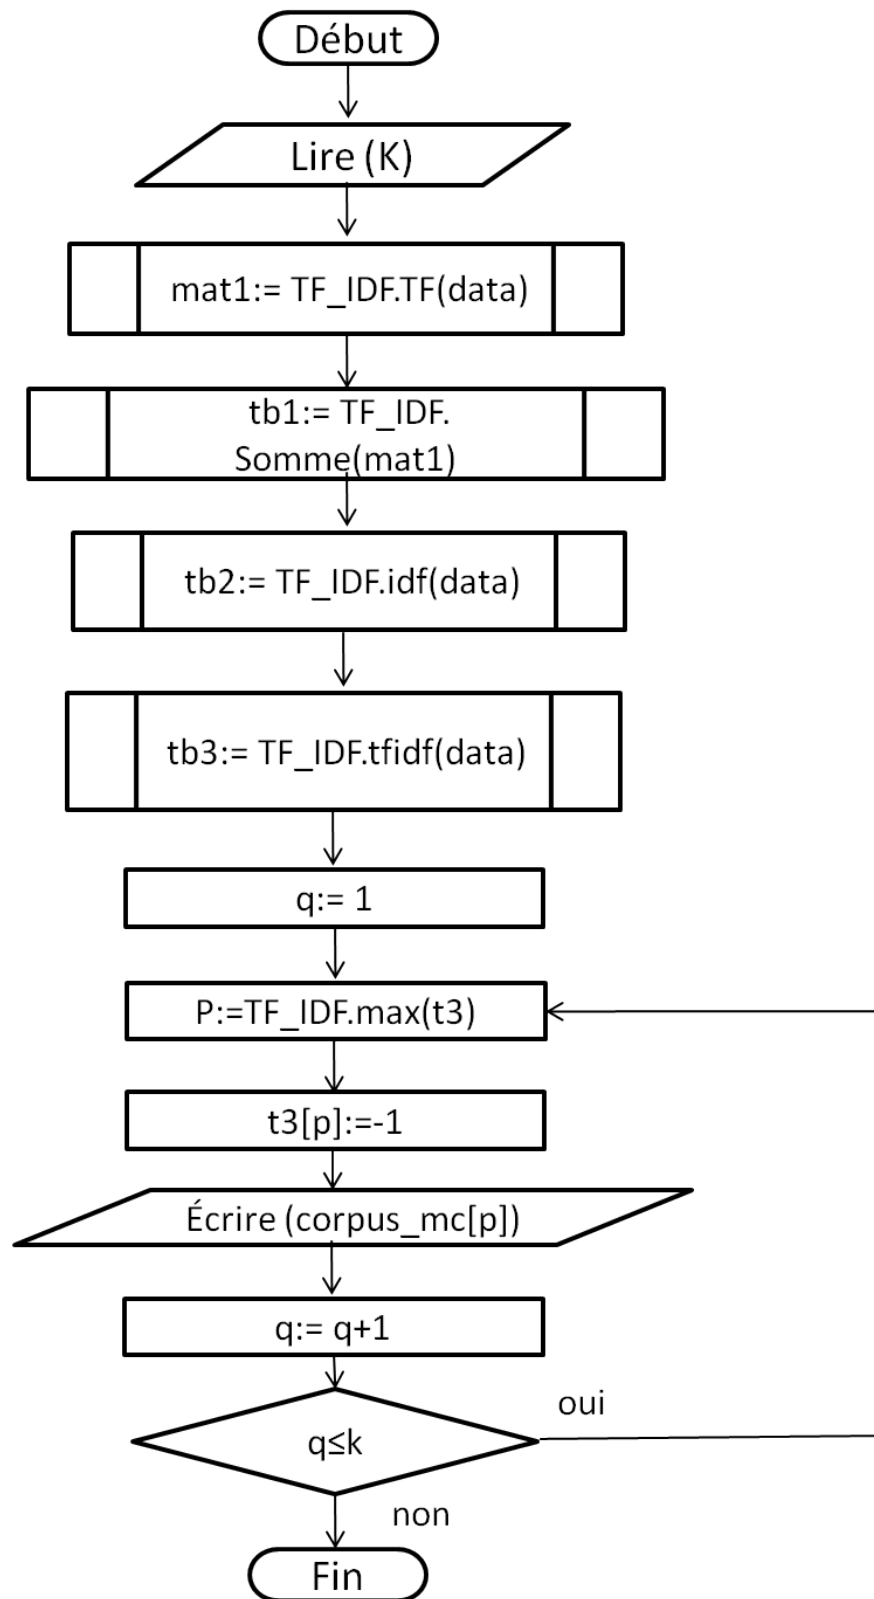 Début
Lire (K)
mat1:= TF_IDF.TF(data)
tb1:= TF_IDF.
Somme(mat1)
tb2:= TF_IDF.idf(data)
tb3:= TF_IDF.tfidf(data)
q:= 1
P:=TF_IDF.max(t3)
t3[p]:=-1
Écrire (corpus_mc[p])
q:= q+1
oui
q≤k
non
Fin